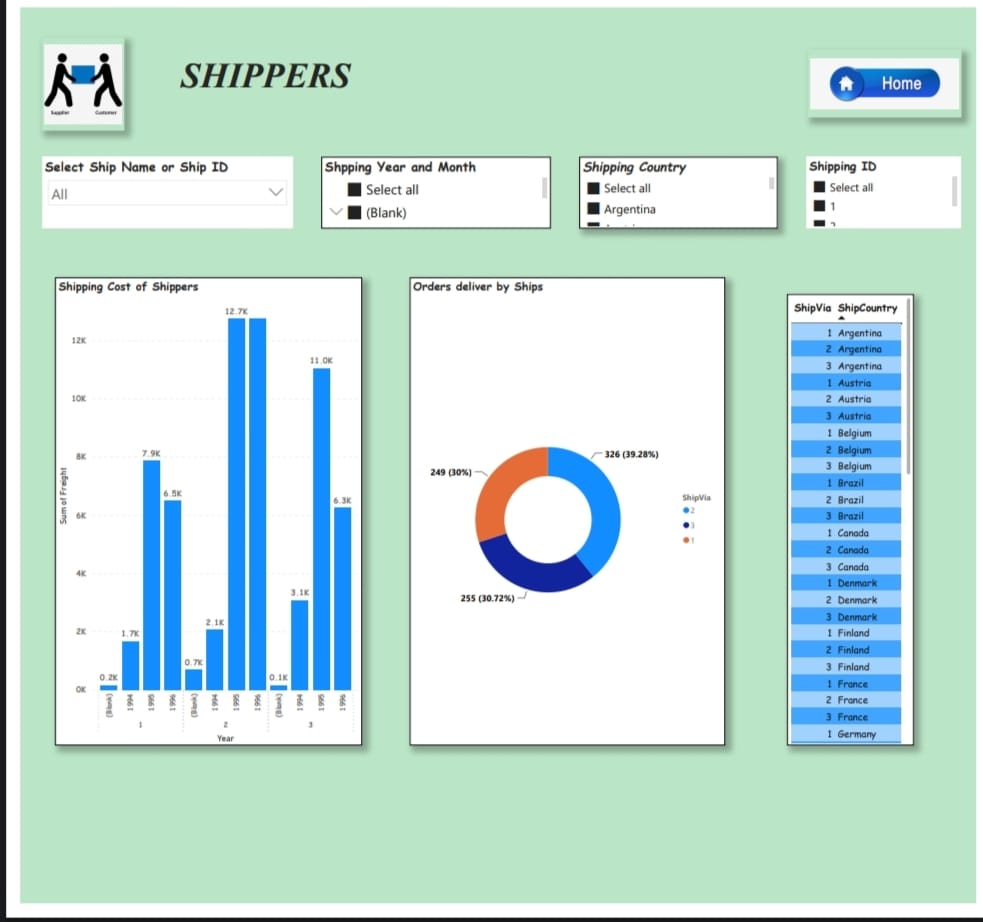 SHIPPERS
Supplier Customer
Home
Select Ship Name or Ship ID
All
Shpping Year and Month
Select all
(Blank)
Shipping Country
Select all
Argentina
Shipping ID
Select all
1
Shipping Cost of Shippers
Sum of Freight
12K
10K
8K
6K
4K
2K
0K
0.2K
1.7K
7.9K
6.5K
0.7K
2.1K
12.7K
0.1K
3.1K
11.0K
6.3K
(Blank) 1994 1995 1996 (Blank) 1994 1995 1996 (Blank) 1994 1995 1996
1 2 3
Year
Orders deliver by Ships
326 (39.28%)
249 (30%)
255 (30.72%)
ShipVia
2
3
1
ShipVia ShipCountry
1 Argentina
2 Argentina
3 Argentina
1 Austria
2 Austria
3 Austria
1 Belgium
2 Belgium
3 Belgium
1 Brazil
2 Brazil
3 Brazil
1 Canada
2 Canada
3 Canada
1 Denmark
2 Denmark
3 Denmark
1 Finland
2 Finland
3 Finland
1 France
2 France
3 France
1 Germany